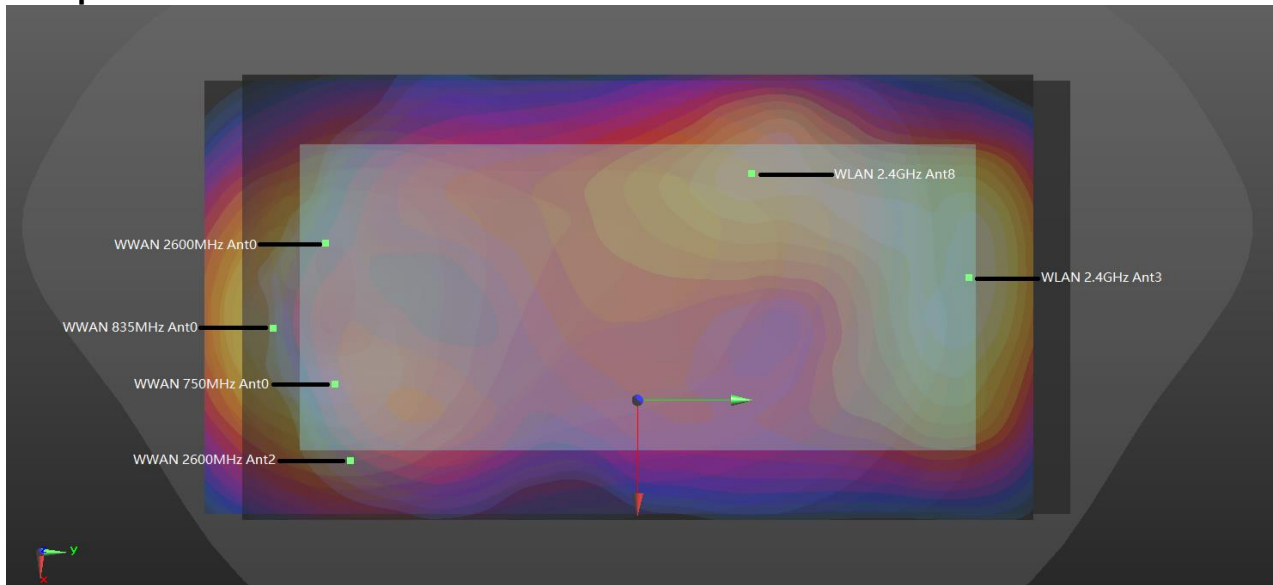 WLAN 2.4GHz Ant8
WWAN 2600MHz Ant0
WLAN 2.4GHz Ant3
WWAN 835MHz Ant0
WWAN 750MHz Ant0
WWAN 2600MHz Ant2
y
x